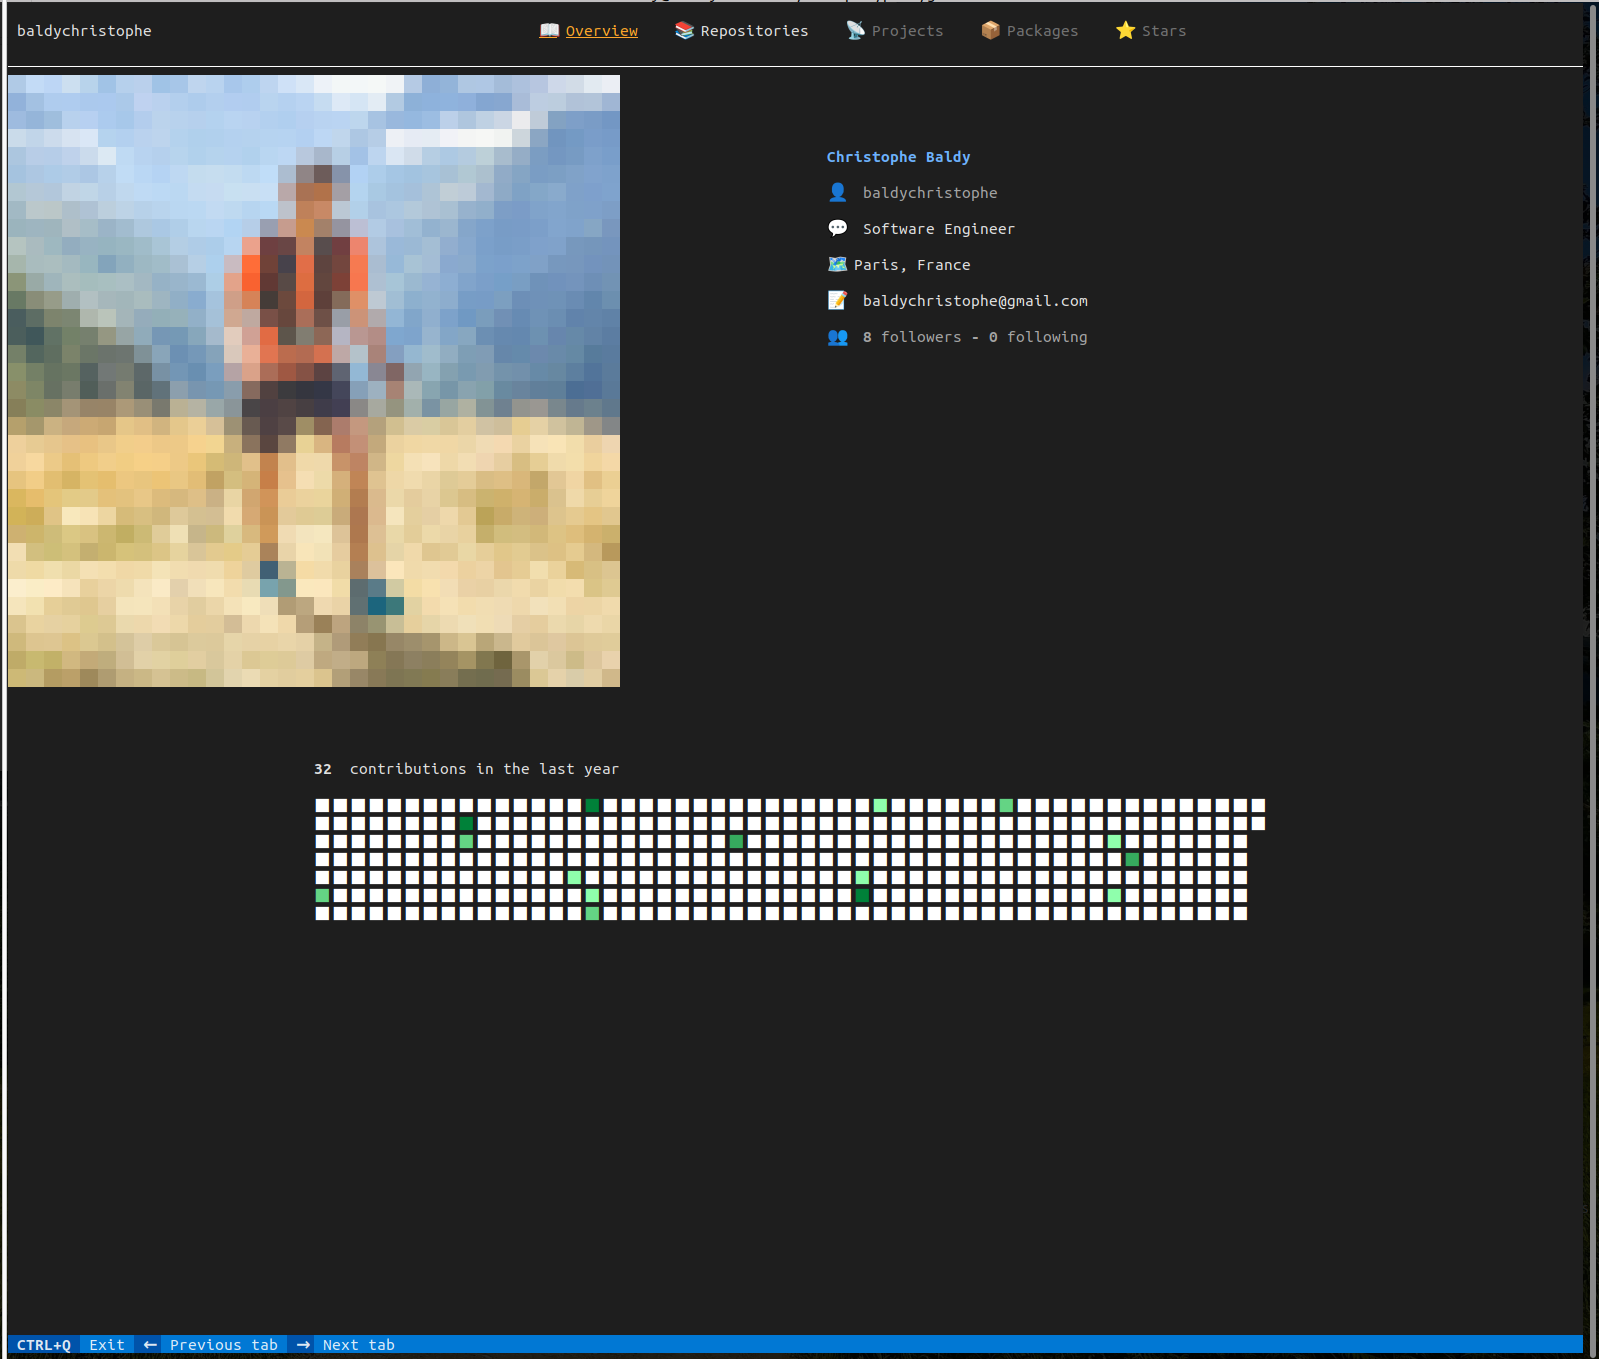 baldychristophe Overview Repositories Projects Packages Stars
Christophe Baldy
baldychristophe
Software Engineer
Paris, France
baldychristophe@gmail.com
8 followers - 0 following
32 contributions in the last year
CTRL+Q Exit ← Previous tab → Next tab